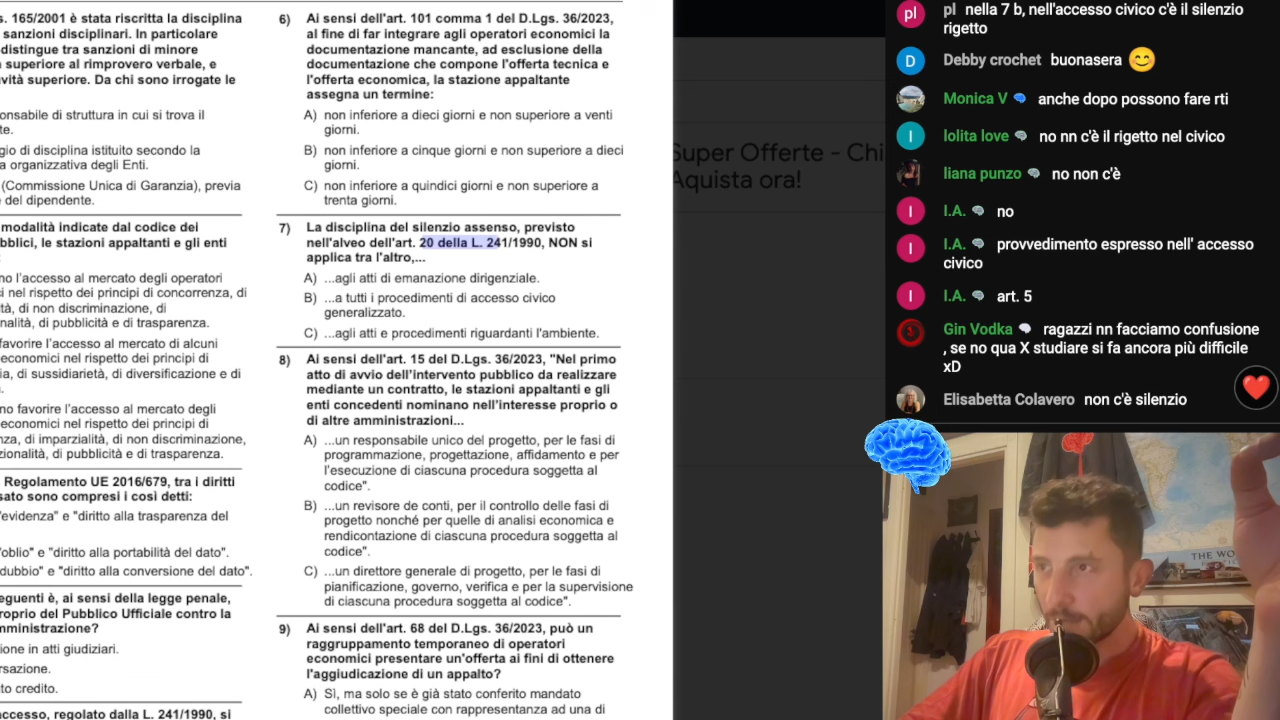 s. 165/2001 è stata riscritta la disciplina
sanzioni disciplinari. In particolare
distingue tra sanzioni di minore
superiore al rimprovero verbale, e
vità superiore. Da chi sono irrogate le
onsabile di struttura in cui si trova il
te.
gio di disciplina istituito secondo la
a organizzativa degli Enti.
(Commissione Unica di Garanzia), previa
e del dipendente.
modalità indicate dal codice dei
bblici, le stazioni appaltanti e gli enti
:
no l'accesso al mercato degli operatori
ci nel rispetto dei principi di concorrenza, di
ità, di non discriminazione, di
nalità, di pubblicità e di trasparenza.
favorire l'accesso al mercato di alcuni
economici nel rispetto dei principi di
ia, di sussidiarietà, di diversificazione e di
a.
no favorire l'accesso al mercato degli
economici nel rispetto dei principi di
nza, di imparzialità, di non discriminazione,
zionalità, di pubblicità e di trasparenza.
Regolamento UE 2016/679, tra i diritti
sato sono compresi i così detti:
'evidenza" e "diritto alla trasparenza del
'oblio" e "diritto alla portabilità del dato".
dubbio" e "diritto alla conversione del dato".
eguenti è, ai sensi della legge penale,
roprio del Pubblico Ufficiale contro la
mministrazione?
ione in atti giudiziari.
rsazione.
to credito.
accesso, regolato dalla L. 241/1990, si
6) Ai sensi dell'art. 101 comma 1 del D.Lgs. 36/2023,
al fine di far integrare agli operatori economici la
documentazione mancante, ad esclusione della
documentazione che compone l'offerta tecnica e
l'offerta economica, la stazione appaltante
assegna un termine:
A) non inferiore a dieci giorni e non superiore a venti
giorni.
B) non inferiore a cinque giorni e non superiore a dieci
giorni.
C) non inferiore a quindici giorni e non superiore a
trenta giorni.
7) La disciplina del silenzio assenso, previsto
nell'alveo dell'art. 20 della L. 241/1990, NON si
applica tra l'altro,...
A) ...agli atti di emanazione dirigenziale.
B) ...a tutti i procedimenti di accesso civico
generalizzato.
C) ...agli atti e procedimenti riguardanti l'ambiente.
8) Ai sensi dell'art. 15 del D.Lgs. 36/2023, "Nel primo
atto di avvio dell'intervento pubblico da realizzare
mediante un contratto, le stazioni appaltanti e gli
enti concedenti nominano nell'interesse proprio o
di altre amministrazioni...
A) ...un responsabile unico del progetto, per le fasi di
programmazione, progettazione, affidamento e per
l'esecuzione di ciascuna procedura soggetta al
codice".
B) ...un revisore de conti, per il controllo delle fasi di
progetto nonché per quelle di analisi economica e
rendicontazione di ciascuna procedura soggetta al
codice".
C) ...un direttore generale di progetto, per le fasi di
pianificazione, governo, verifica e per la supervisione
di ciascuna procedura soggetta al codice".
9) Ai sensi dell'art. 68 del D.Lgs. 36/2023, può un
raggruppamento temporaneo di operatori
economici presentare un'offerta ai fini di ottenere
l'aggiudicazione di un appalto?
A) Sì, ma solo se è già stato conferito mandato
collettivo speciale con rappresentanza ad una di
Super Offerte - Chi
Aquista ora!
pl pl nella 7 b, nell'accesso civico c'è il silenzio
rigetto
D Debby crochet buonasera 😊
Monica V anche dopo possono fare rti
l lolita love no nn c'è il rigetto nel civico
liana punzo no non c'è
I I.A. no
I I.A. provvedimento espresso nell' accesso
civico
I I.A. art. 5
Gin Vodka ragazzi nn facciamo confusione
, se no qua X studiare si fa ancora più difficile
xD
Elisabetta Colavero non c'è silenzio
THE WO